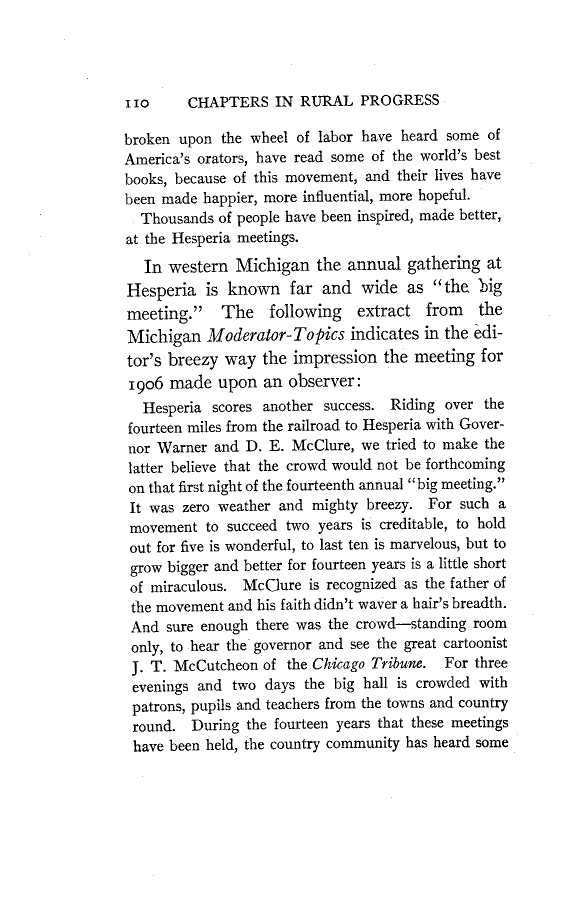 110 CHAPTERS IN RURAL PROGRESS
broken upon the wheel of labor have heard some of
America's orators, have read some of the world's best
books, because of this movement, and their lives have
been made happier, more influential, more hopeful.
Thousands of people have been inspired, made better,
at the Hesperia meetings.
In western Michigan the annual gathering at
Hesperia is known far and wide as "the big
meeting." The following extract from the
Michigan Moderator-Topics indicates in the edi-
tor's breezy way the impression the meeting for
1906 made upon an observer:
Hesperia scores another success. Riding over the
fourteen miles from the railroad to Hesperia with Gover-
nor Warner and D. E. McClure, we tried to make the
latter believe that the crowd would not be forthcoming
on that first night of the fourteenth annual "big meeting."
It was zero weather and mighty breezy. For such a
movement to succeed two years is creditable, to hold
out for five is wonderful, to last ten is marvelous, but to
grow bigger and better for fourteen years is a little short
of miraculous. McClure is recognized as the father of
the movement and his faith didn't waver a hair's breadth.
And sure enough there was the crowd—standing room
only, to hear the governor and see the great cartoonist
J. T. McCutcheon of the Chicago Tribune. For three
evenings and two days the big hall is crowded with
patrons, pupils and teachers from the towns and country
round. During the fourteen years that these meetings
have been held, the country community has heard some